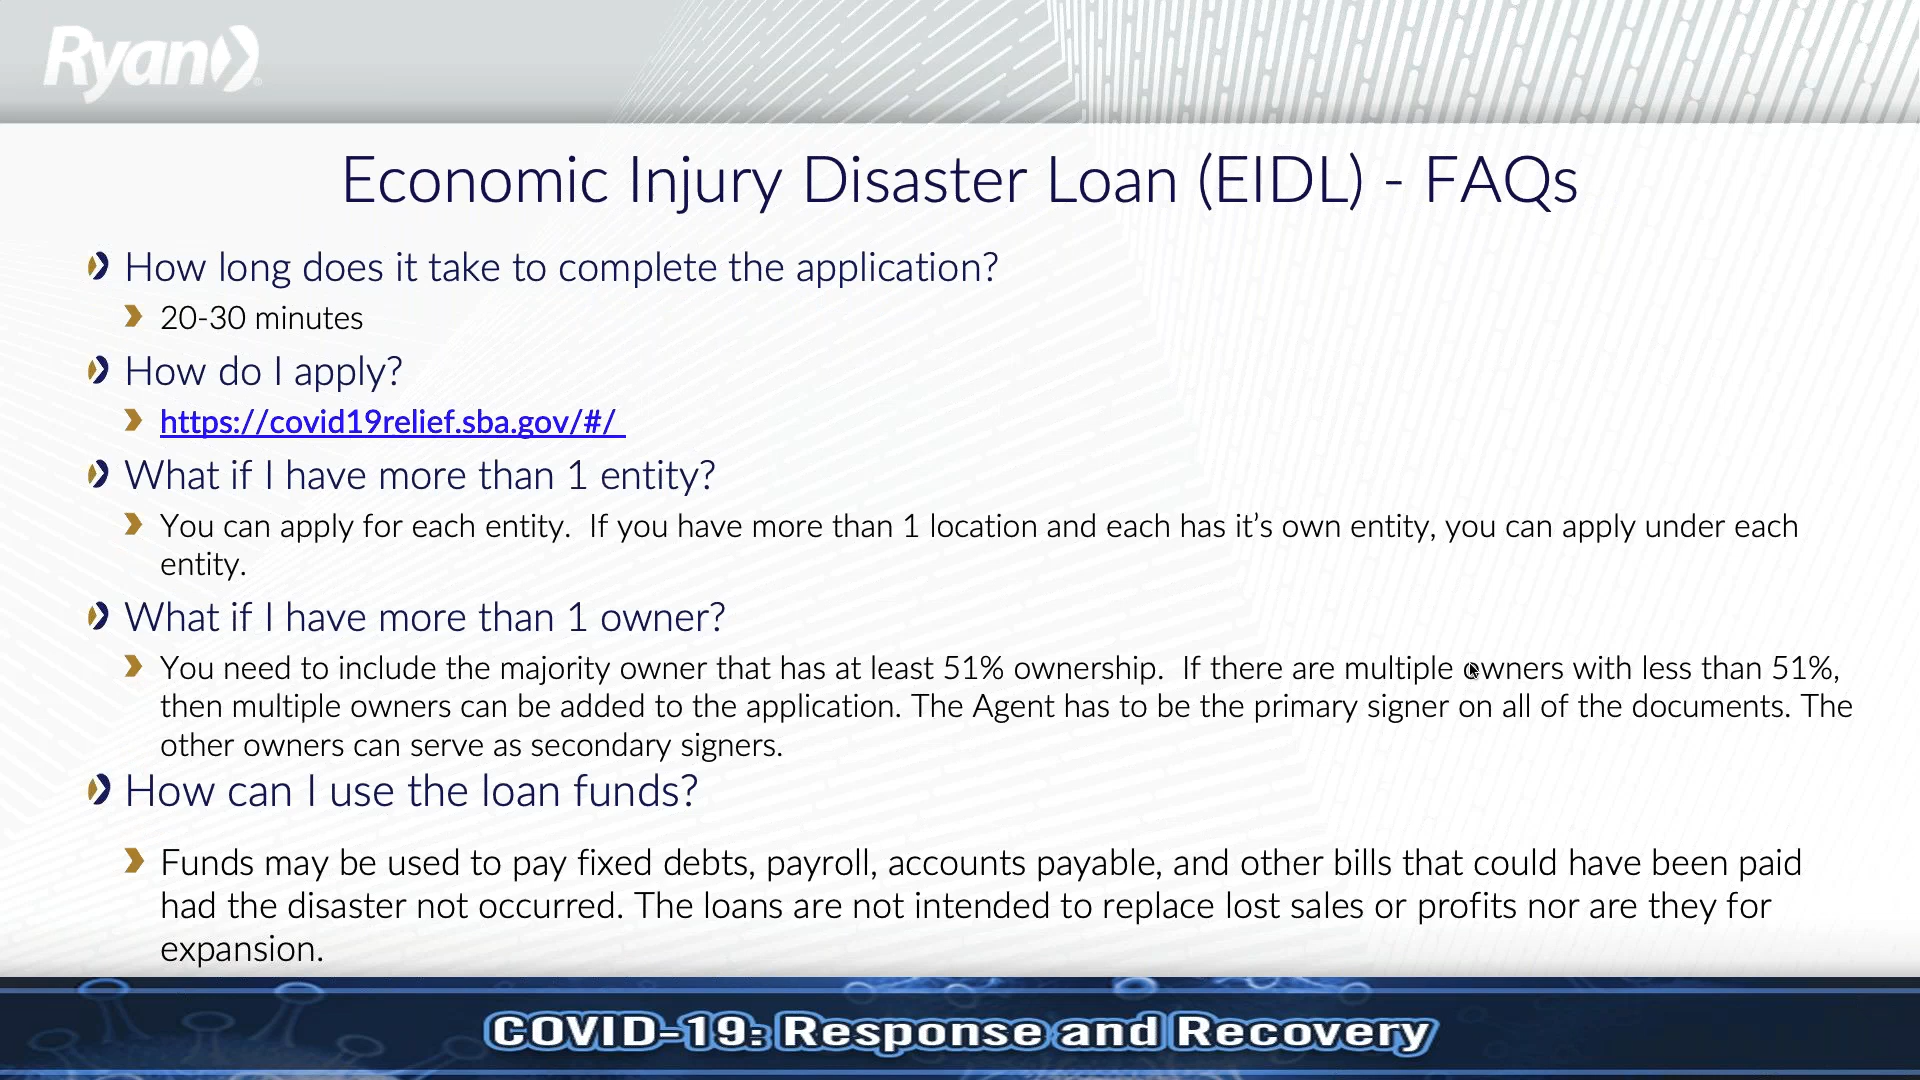 Ryan
Economic Injury Disaster Loan (EIDL) - FAQs
How long does it take to complete the application?
20-30 minutes
How do I apply?
https://covid19relief.sba.gov/#/
What if I have more than 1 entity?
You can apply for each entity.  If you have more than 1 location and each has it’s own entity, you can apply under each
entity.
What if I have more than 1 owner?
You need to include the majority owner that has at least 51% ownership.  If there are multiple owners with less than 51%,
then multiple owners can be added to the application. The Agent has to be the primary signer on all of the documents. The
other owners can serve as secondary signers.
How can I use the loan funds?
Funds may be used to pay fixed debts, payroll, accounts payable, and other bills that could have been paid
had the disaster not occurred. The loans are not intended to replace lost sales or profits nor are they for
expansion.
COVID-19: Response and Recovery